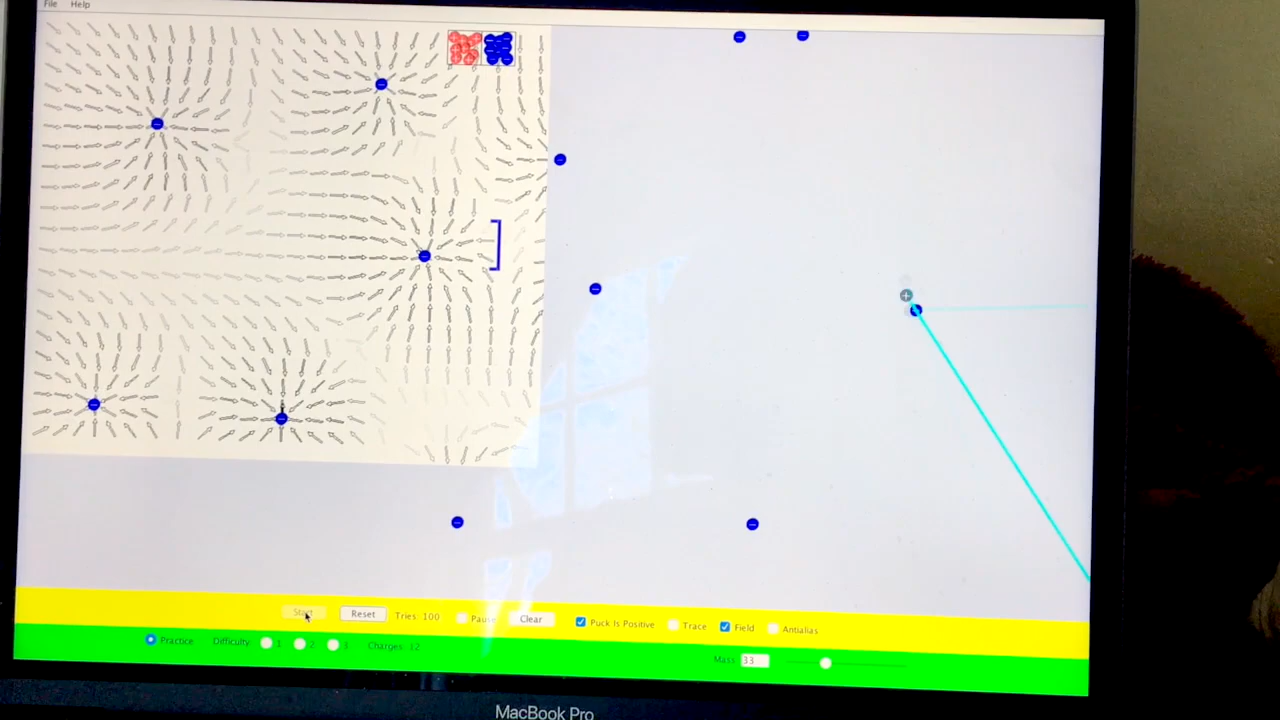 File Help
Start Reset Tries: 100 Pause Clear Puck Is Positive Trace Field Antialias
Practice Difficulty: 1 2 3 Charges: 12 Mass 33
MacBook Pro